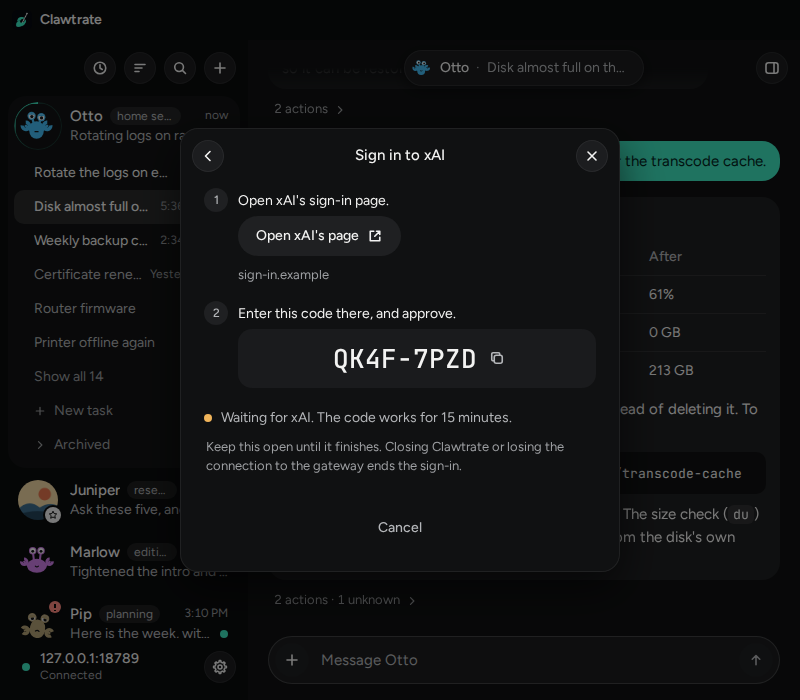 Clawtrate
Otto · Disk almost full on th...
2 actions
Otto home se... now
Rotating logs on ra
Rotate the logs on e...
Disk almost full o... 5:36
Weekly backup c... 2:34
Certificate rene... Yeste
Router firmware
Printer offline again
Show all 14
New task
Archived
Juniper rese...
Ask these five, an
Marlow editi...
Tightened the intro and ...
Pip planning 3:10 PM
Here is the week. wit...
127.0.0.1:18789
Connected
Sign in to xAI
1 Open xAI's sign-in page.
Open xAI's page
sign-in.example
2 Enter this code there, and approve.
QK4F-7PZD
Waiting for xAI. The code works for 15 minutes.
Keep this open until it finishes. Closing Clawtrate or losing the
connection to the gateway ends the sign-in.
Cancel
the transcode cache.
After
61%
0 GB
213 GB
ead of deleting it. To
/transcode-cache
The size check ( du )
om the disk's own
2 actions · 1 unknown
Message Otto